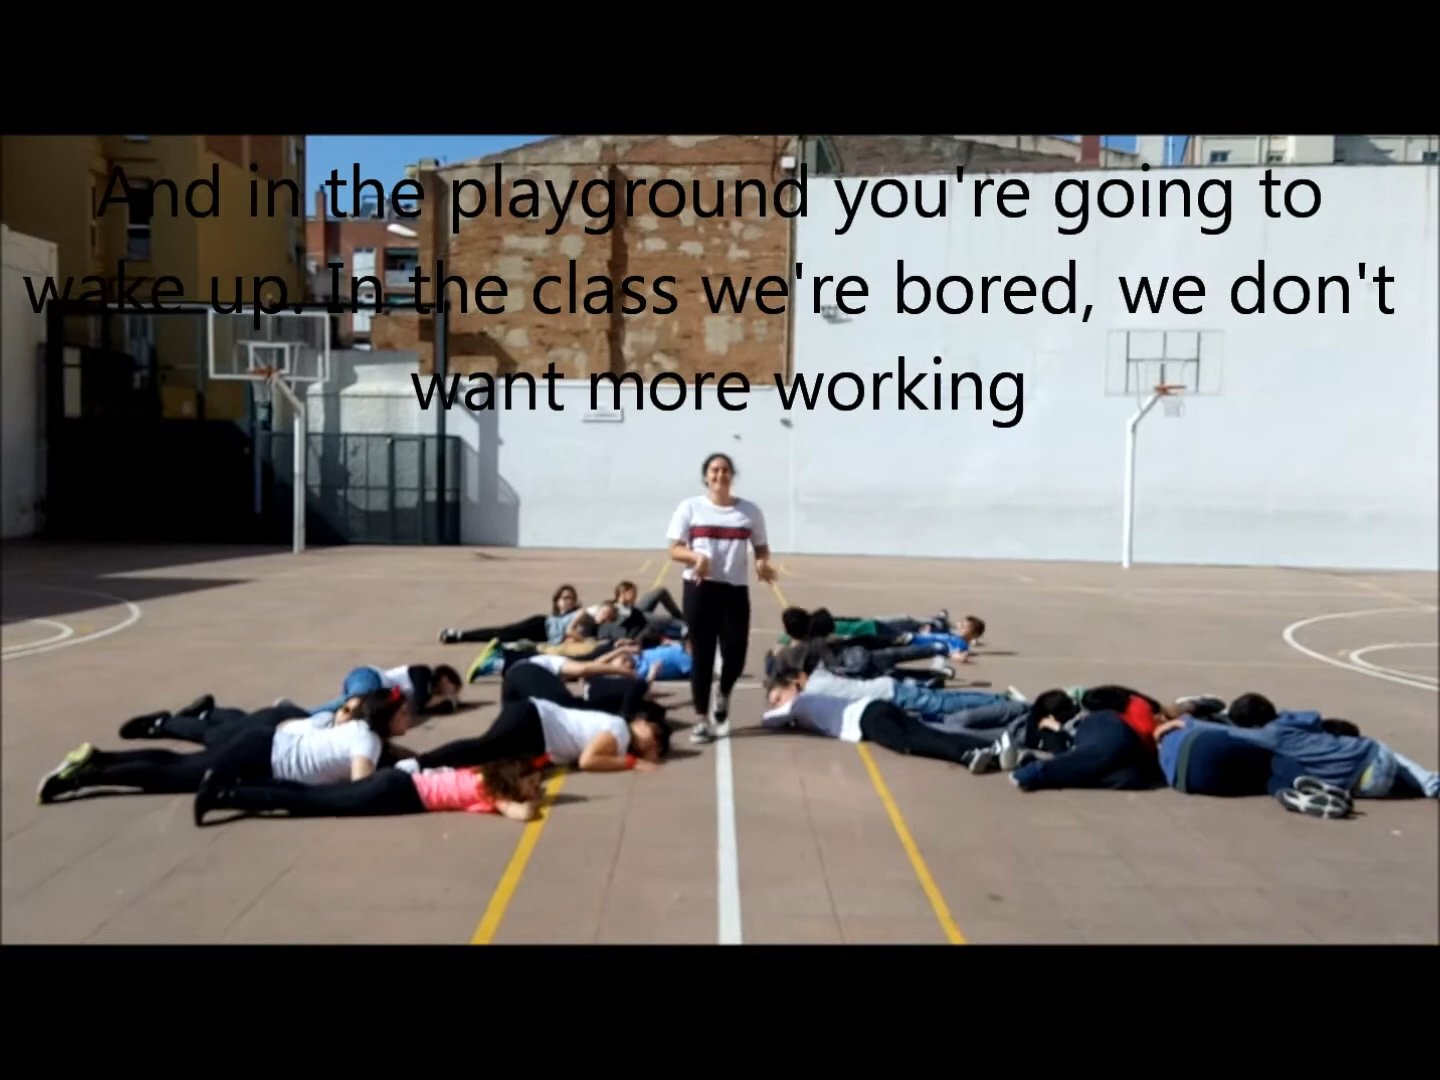 And in the playground you're going to
wake up. In the class we're bored, we don't
want more working